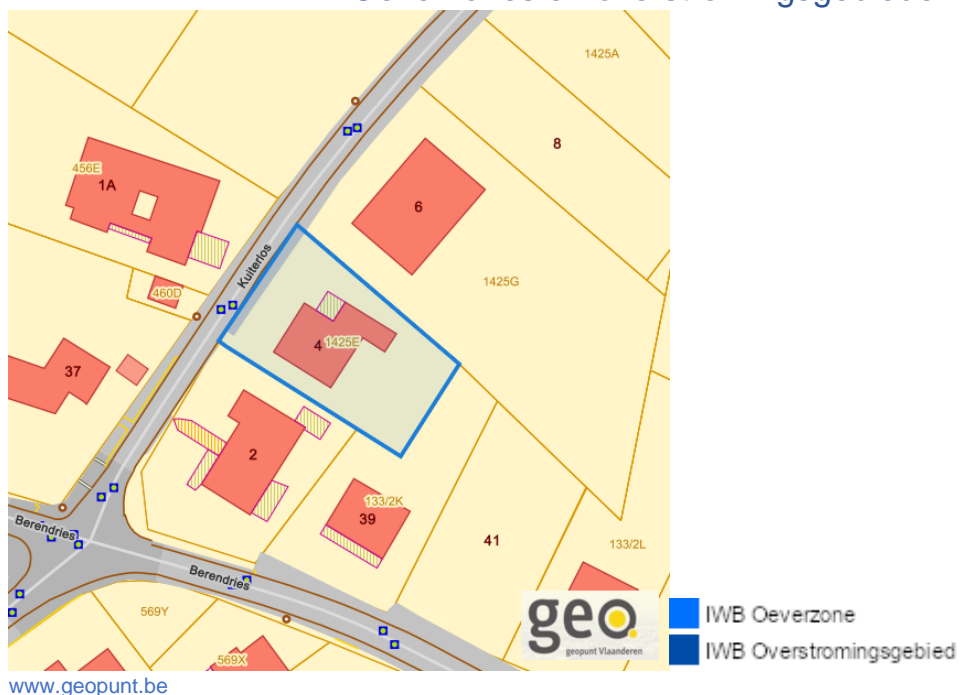 1425A
8
456E
1A
6
Kuiterlos
1425G
460D
4 1425E
37
2
133/2K
39
41
133/2L
Berendries
Berendries
569Y
569X
geo
geopunt Vlaanderen
IWB Oeverzone
IWB Overstromingsgebied
www.geopunt.be